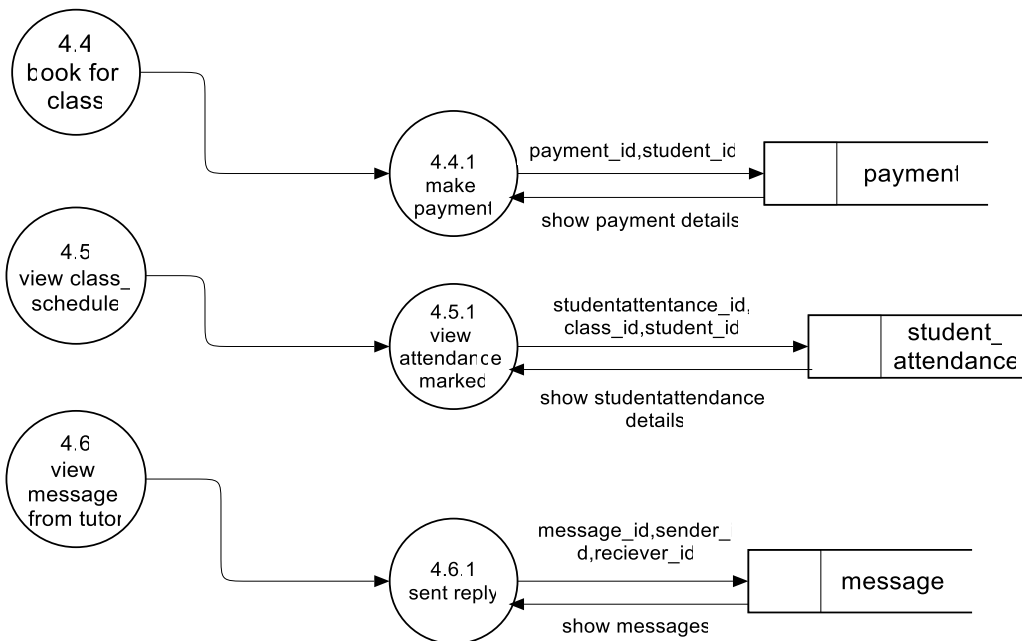 4.4
book for
class
4.4.1
make
payment
payment_id,student_id
show payment details
payment
4.5
view class_
schedule
4.5.1
view
attendance
marked
studentattentance_id,
class_id,student_id
show studentattendance
details
student_
attendance
4.6
view
message
from tutor
4.6.1
sent reply
message_id,sender_
d,reciever_id
show messages
message